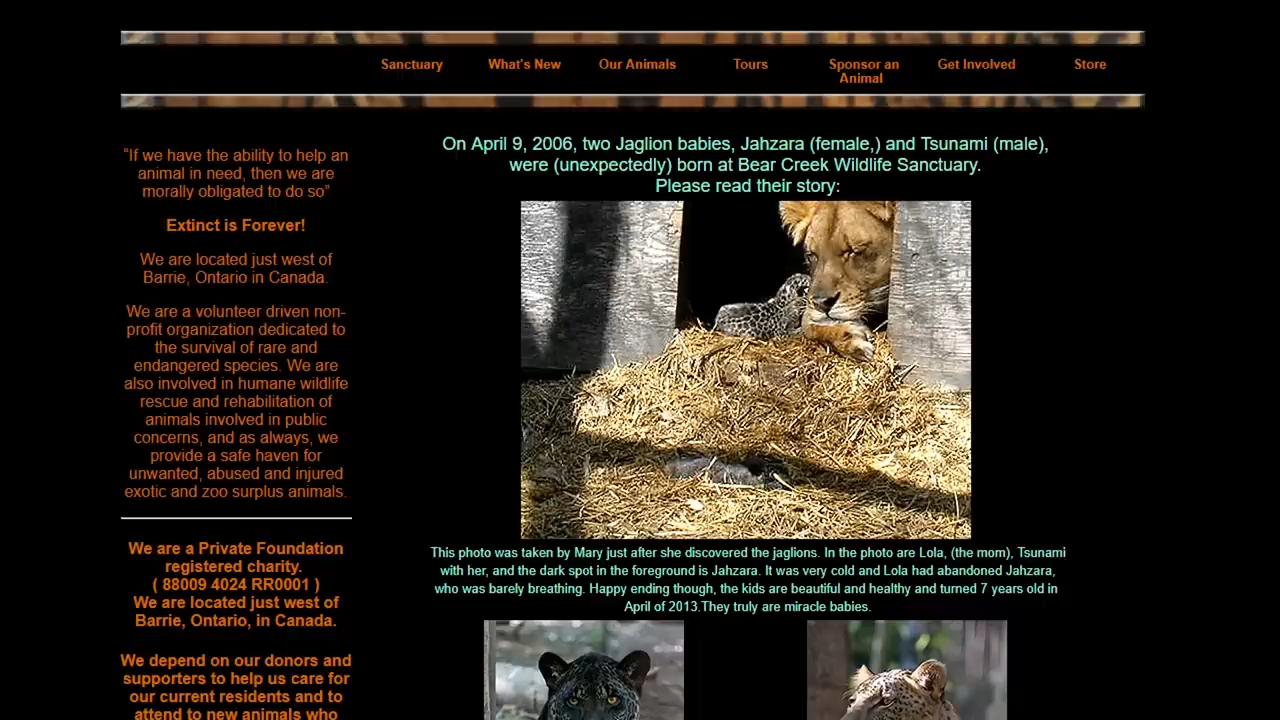 Sanctuary
What's New
Our Animals
Tours
Sponsor an
Animal
Get Involved
Store
“If we have the ability to help an
animal in need, then we are
morally obligated to do so”
Extinct is Forever!
We are located just west of
Barrie, Ontario in Canada.
We are a volunteer driven non-
profit organization dedicated to
the survival of rare and
endangered species. We are
also involved in humane wildlife
rescue and rehabilitation of
animals involved in public
concerns, and as always, we
provide a safe haven for
unwanted, abused and injured
exotic and zoo surplus animals.
We are a Private Foundation
registered charity.
( 88009 4024 RR0001 )
We are located just west of
Barrie, Ontario, in Canada.
We depend on our donors and
supporters to help us care for
our current residents and to
attend to new animals who
On April 9, 2006, two Jaglion babies, Jahzara (female,) and Tsunami (male),
were (unexpectedly) born at Bear Creek Wildlife Sanctuary.
Please read their story:
This photo was taken by Mary just after she discovered the jaglions. In the photo are Lola, (the mom), Tsunami
with her, and the dark spot in the foreground is Jahzara. It was very cold and Lola had abandoned Jahzara,
who was barely breathing. Happy ending though, the kids are beautiful and healthy and turned 7 years old in
April of 2013.They truly are miracle babies.